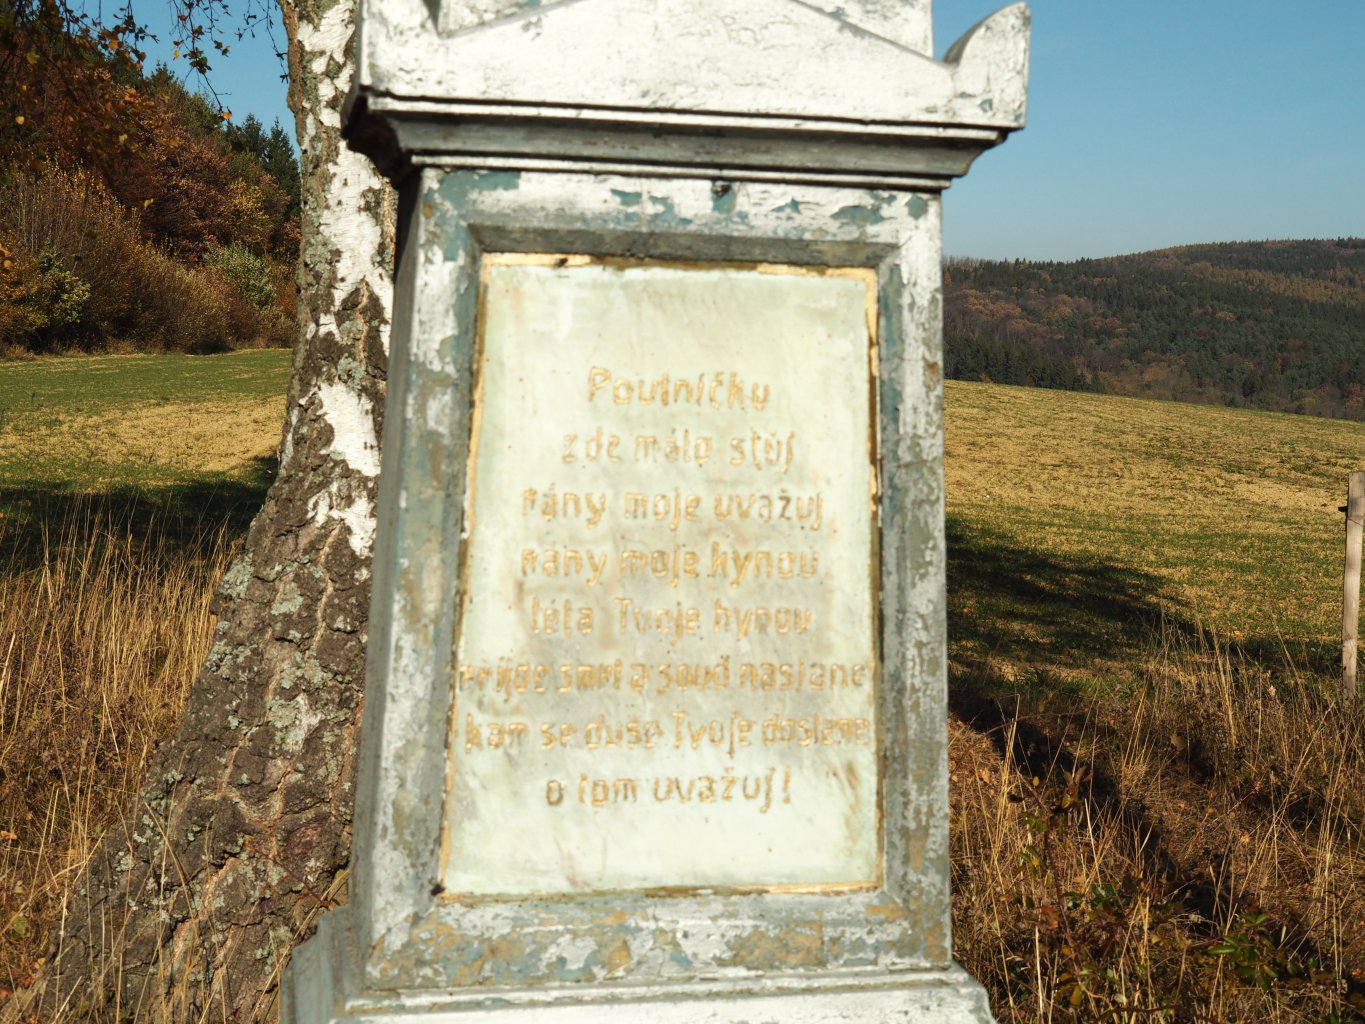 Poutníčku
zde málo stůj
rány moje uvažuj
rány moje kynou
léta Tvoje hynou
přijde smrt a soud nastane
kam se duše Tvoje dostane
o tom uvažuj!